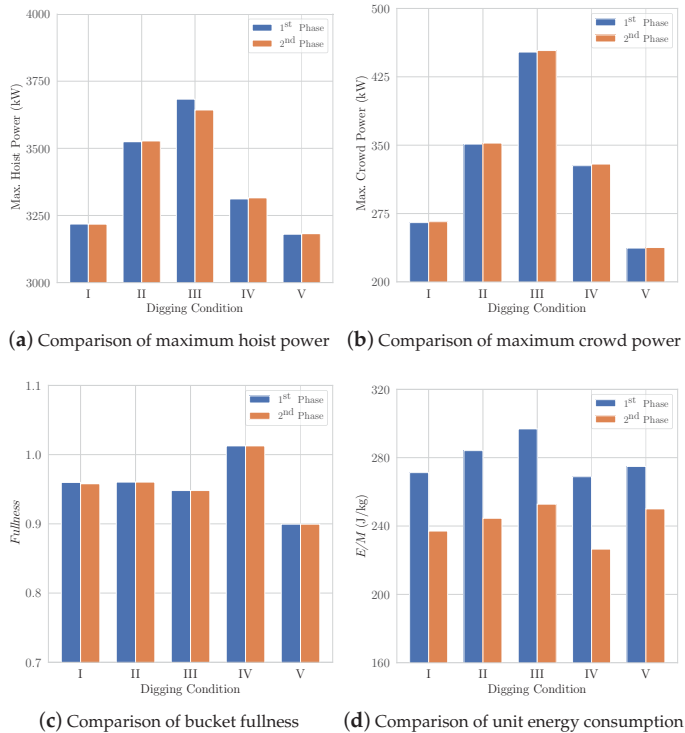 4000
3750
3500
3250
3000
Max. Hoist Power (kW)
1st Phase
2nd Phase
I II III IV V
Digging Condition
(a) Comparison of maximum hoist power
500
425
350
275
200
Max. Crowd Power (kW)
1st Phase
2nd Phase
I II III IV V
Digging Condition
(b) Comparison of maximum crowd power
1.1
1.0
0.9
0.8
0.7
Fullness
1st Phase
2nd Phase
I II III IV V
Digging Condition
(c) Comparison of bucket fullness
320
280
240
200
160
E/M (J/kg)
1st Phase
2nd Phase
I II III IV V
Digging Condition
(d) Comparison of unit energy consumption